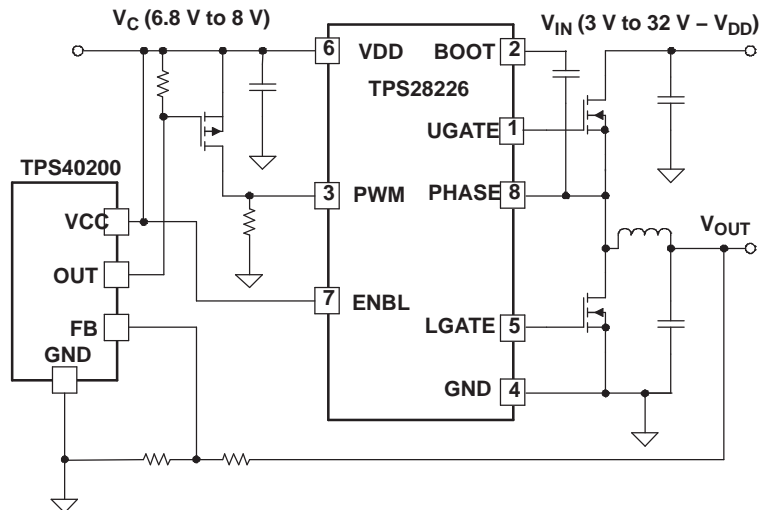 V_C (6.8 V to 8 V)
V_IN (3 V to 32 V – V_DD)
6 VDD
BOOT 2
TPS28226
UGATE 1
TPS40200
3 PWM
PHASE 8
VCC
V_OUT
OUT
7 ENBL
FB
LGATE 5
GND
GND 4